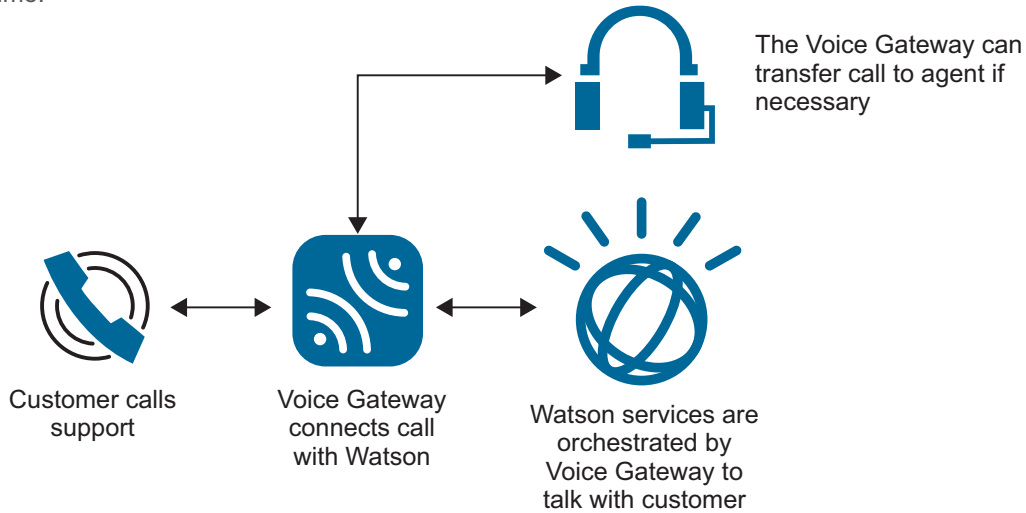 The Voice Gateway can
transfer call to agent if
necessary
Customer calls
support
Voice Gateway
connects call
with Watson
Watson services are
orchestrated by
Voice Gateway to
talk with customer